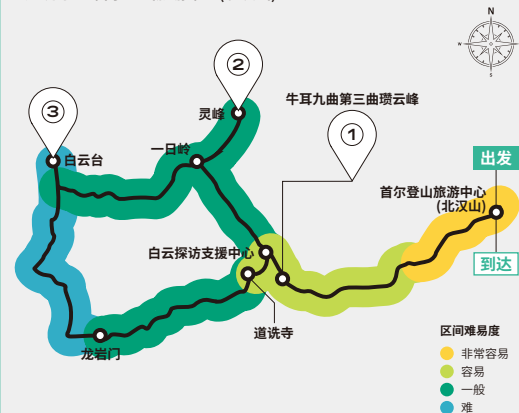 N
W
E
S
②
灵峰
牛耳九曲第三曲瓒云峰
③
白云台
一日岭
①
出发
首尔登山旅游中心
(北汉山)
白云探访支援中心
到达
道诜寺
龙岩门
区间难易度
非常容易
容易
一般
难